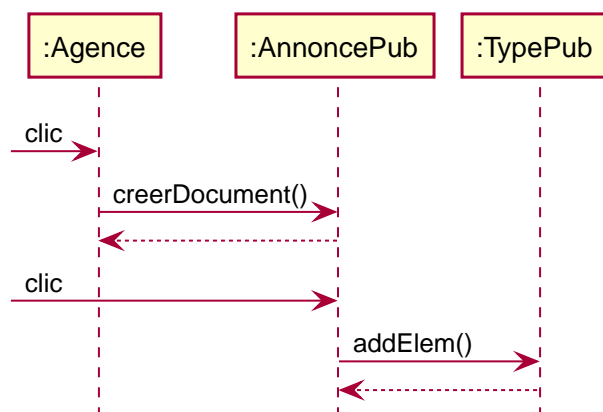 :Agence
:AnnoncePub
:TypePub
clic
creerDocument()
clic
addElem()